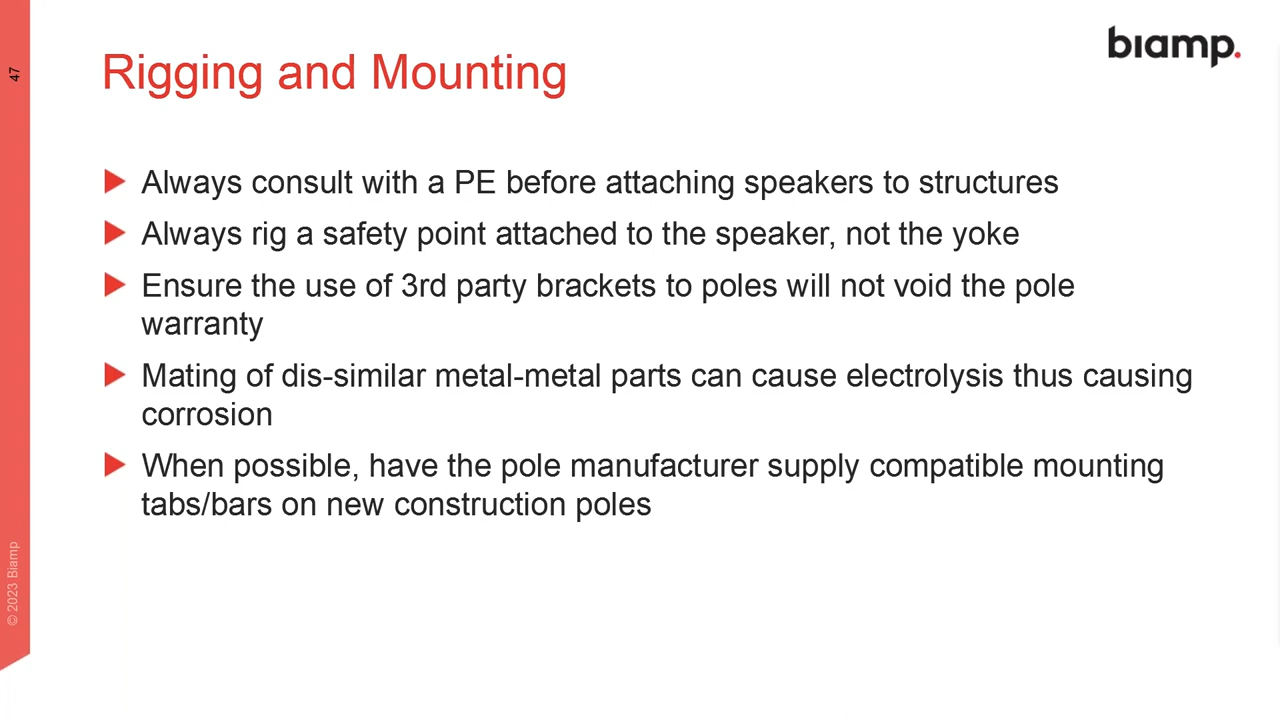 47
biamp.
Rigging and Mounting
Always consult with a PE before attaching speakers to structures
Always rig a safety point attached to the speaker, not the yoke
Ensure the use of 3rd party brackets to poles will not void the pole
warranty
Mating of dis-similar metal-metal parts can cause electrolysis thus causing
corrosion
When possible, have the pole manufacturer supply compatible mounting
tabs/bars on new construction poles
© 2023 Biamp